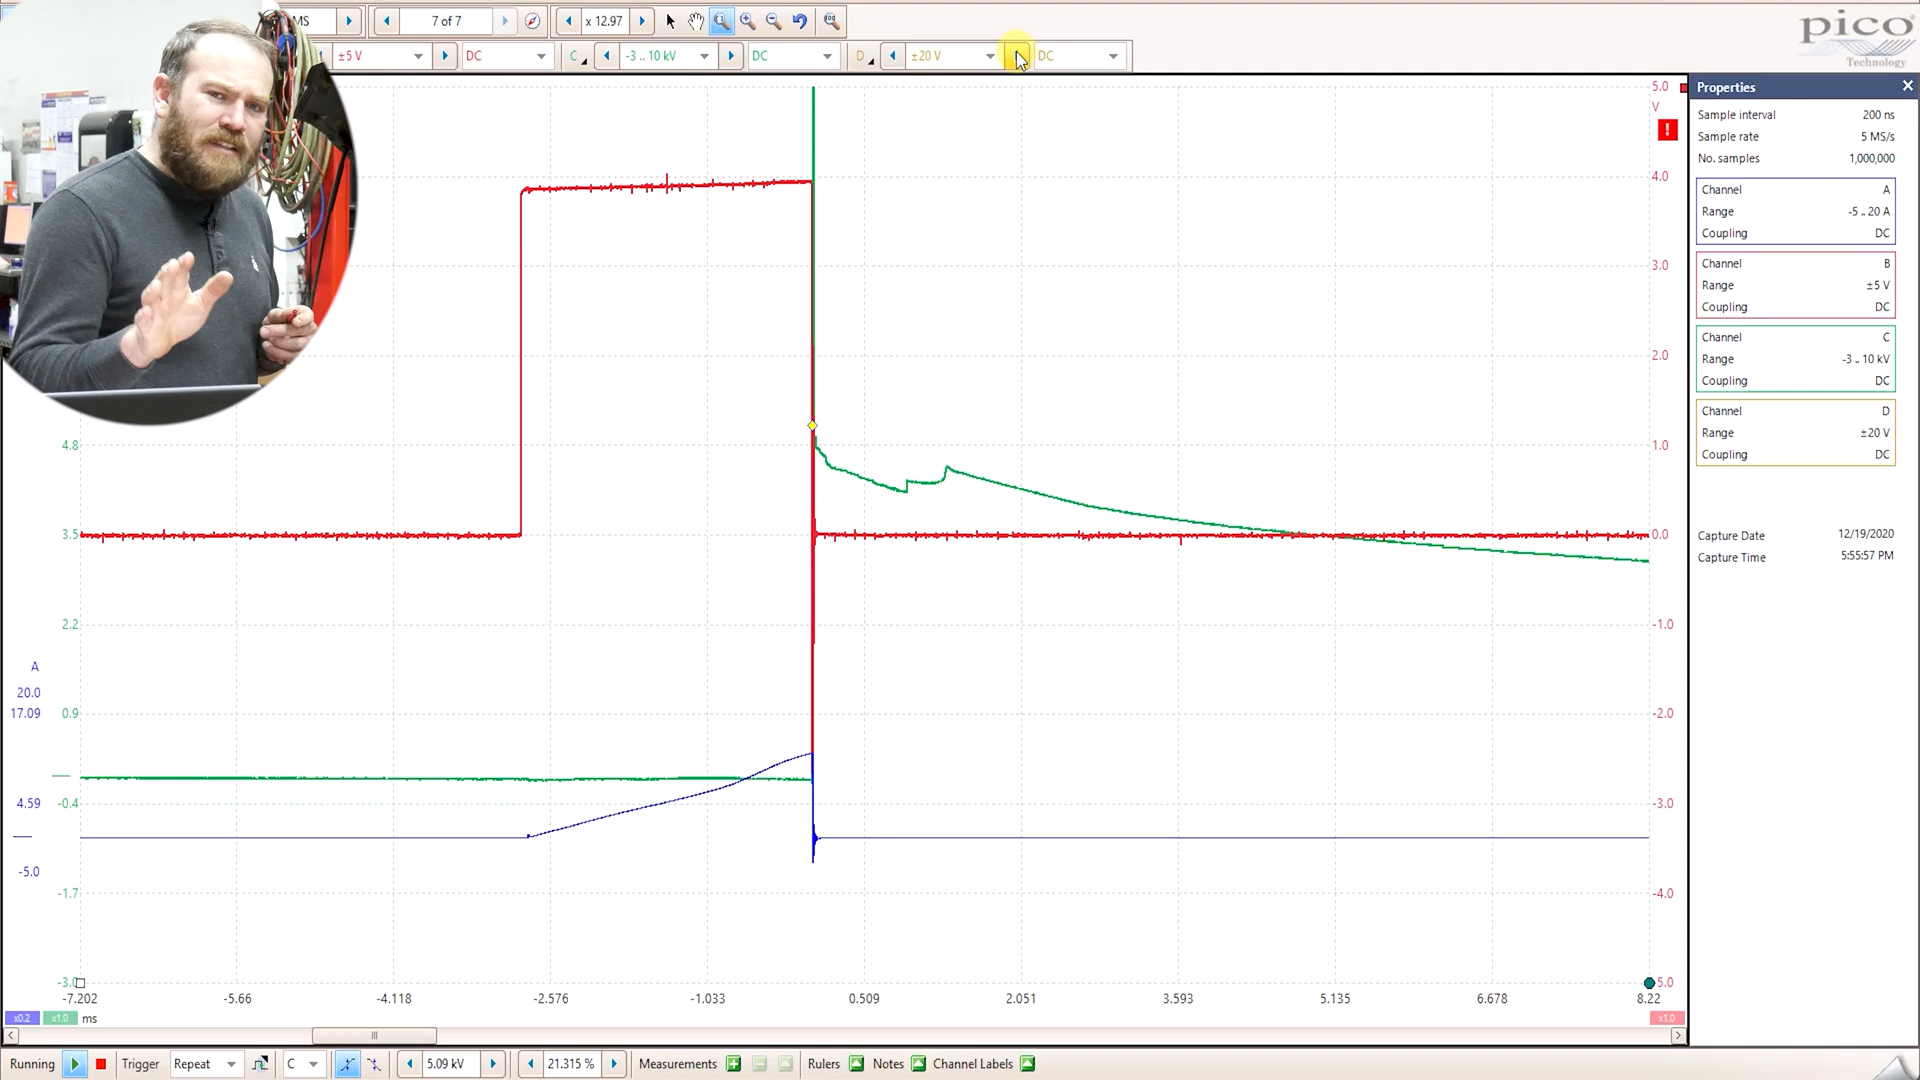 MS
7 of 7
x 12.97
±5 V
DC
C
-3 .. 10 kV
DC
D
±20 V
DC
pico
Technology
5.0
V
!
4.0
3.0
2.0
1.0
0.0
-1.0
-2.0
-3.0
-4.0
-5.0
4.8
3.5
2.2
0.9
-0.4
-1.7
-3.0
A
20.0
17.09
4.59
-5.0
-7.202
-5.66
-4.118
-2.576
-1.033
0.509
2.051
3.593
5.135
6.678
8.22
x0.2
x1.0
ms
x1.0
Properties
Sample interval 200 ns
Sample rate 5 MS/s
No. samples 1,000,000
Channel A
Range -5 .. 20 A
Coupling DC
Channel B
Range ±5 V
Coupling DC
Channel C
Range -3 .. 10 kV
Coupling DC
Channel D
Range ±20 V
Coupling DC
Capture Date 12/19/2020
Capture Time 5:55:57 PM
Running
Trigger
Repeat
C
5.09 kV
21.315 %
Measurements
Rulers
Notes
Channel Labels